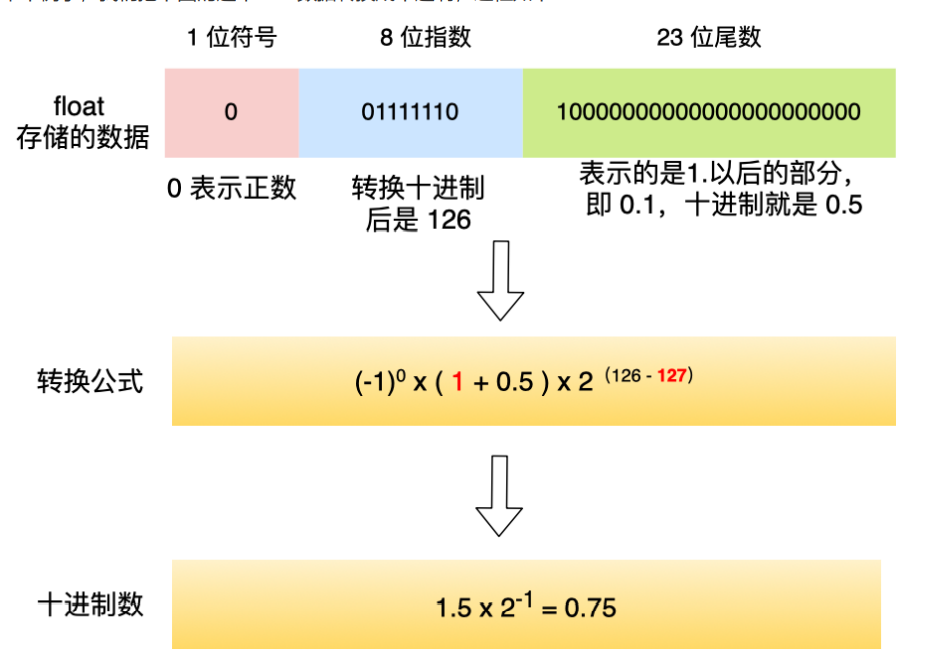 1 位符号
8 位指数
23 位尾数
float
存储的数据
0
01111110
10000000000000000000000
0 表示正数
转换十进制
后是 126
表示的是1.以后的部分，
即 0.1，十进制就是 0.5
转换公式
(-1)⁰ x ( 1 + 0.5 ) x 2 （126 - 127）
十进制数
1.5 x 2⁻¹ = 0.75